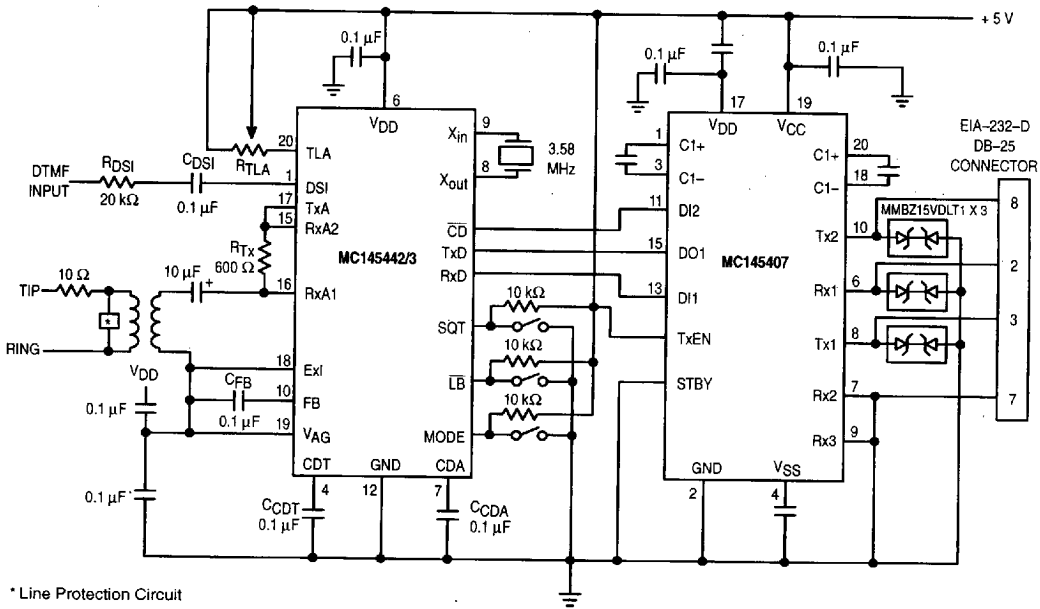 + 5 V
0.1 µF
0.1 µF
0.1 µF
6
17
19
VDD
VDD
VCC
EIA–232–D
DB–25
CONNECTOR
DTMF
INPUT
RDSI
20 kΩ
CDSI
0.1 µF
RTLA
20
TLA
1
DSI
17
TxA
15
RxA2
RTx
600 Ω
16
RxA1
10 Ω
TIP
*
RING
10 µF
+
18
ExI
10
FB
19
VAG
CFB
0.1 µF
VDD
0.1 µF
0.1 µF
MC145442/3
Xin
9
Xout
8
3.58
MHz
CD
TxD
RxD
SQT
10 kΩ
LB
10 kΩ
MODE
10 kΩ
CDT
GND
CDA
4
12
7
CCDT
0.1 µF
CCDA
0.1 µF
MC145407
1
C1+
3
C1–
11
DI2
15
DO1
13
DI1
TxEN
STBY
20
C1+
18
C1–
MMBZ15VDLT1 X 3
10
Tx2
6
Rx1
8
Tx1
7
Rx2
9
Rx3
GND
VSS
2
4
8
2
3
7
* Line Protection Circuit